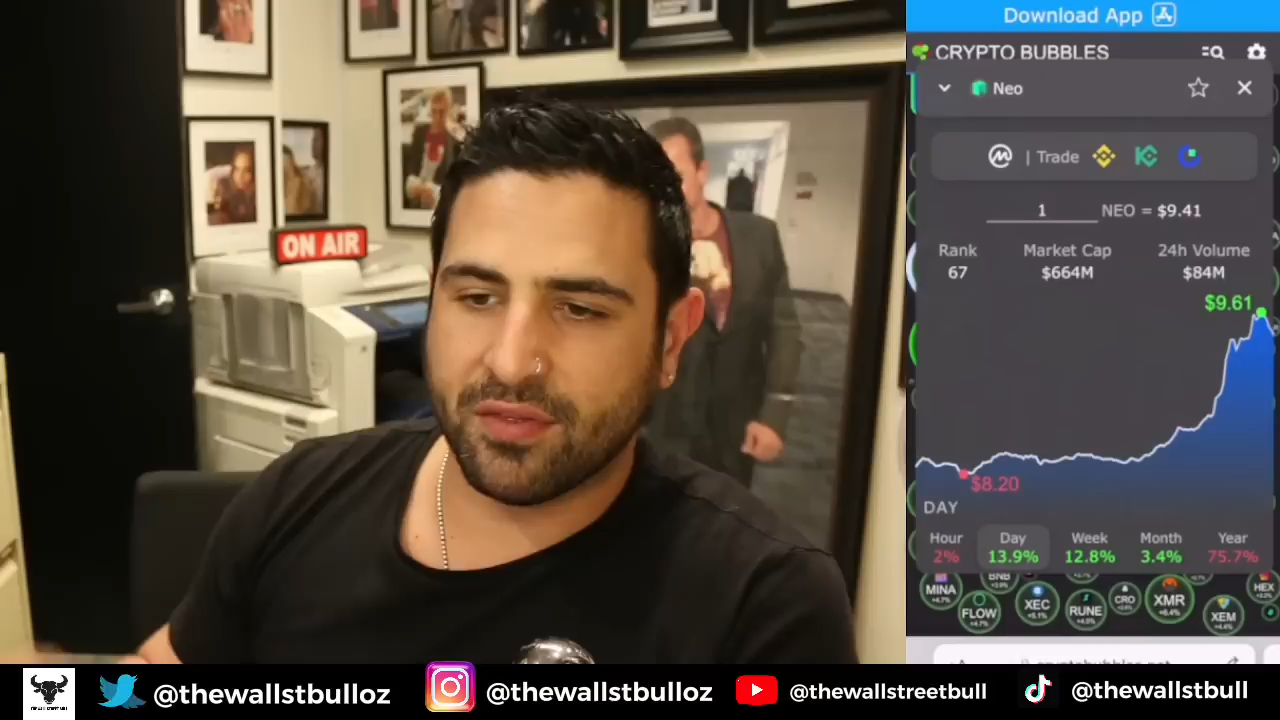 Download App
CRYPTO BUBBLES
Neo
| Trade
1 NEO = $9.41
Rank Market Cap 24h Volume
67 $664M $84M
$9.61
$8.20
DAY
Hour Day Week Month Year
2% 13.9% 12.8% 3.4% 75.7%
MINA BNB HEX
FLOW XEC RUNE CRO XMR XEM
ON AIR
@thewallstbulloz @thewallstbulloz @thewallstreetbull @thewallstbull